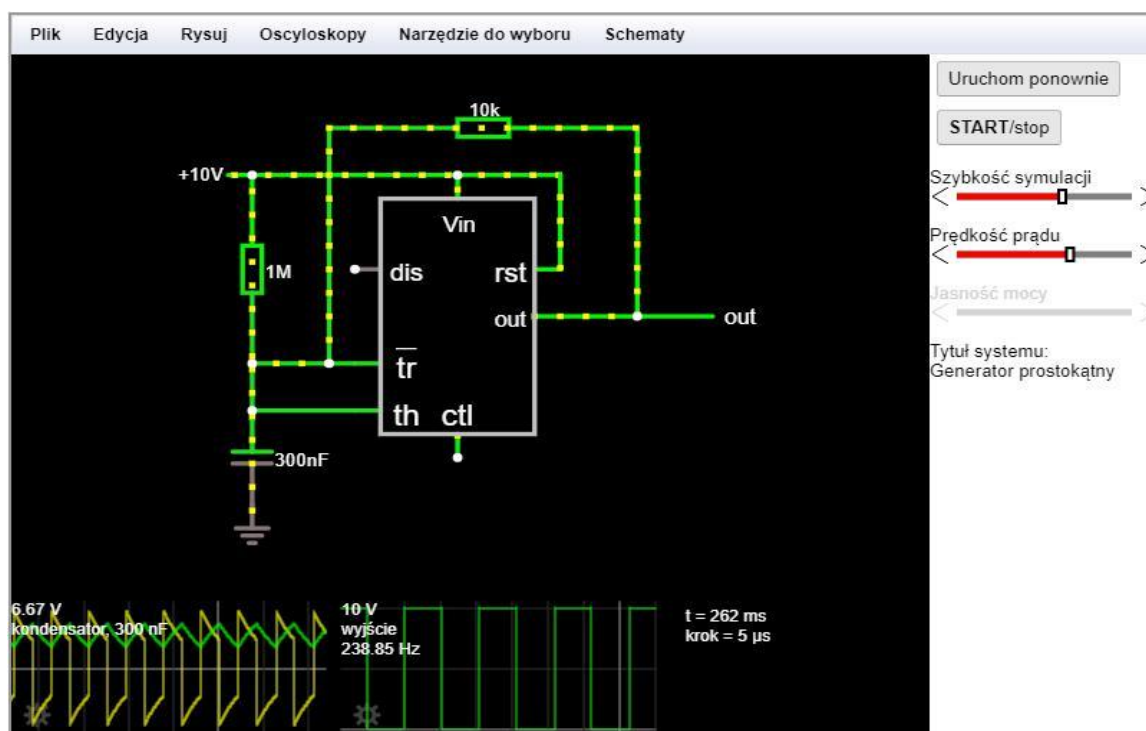 Plik Edycja Rysuj Oscyloskopy Narzędzie do wyboru Schematy
Uruchom ponownie
START/stop
Szybkość symulacji
Prędkość prądu
Jasność mocy
Tytuł systemu:
Generator prostokątny
10k
+10V
Vin
1M
dis
rst
out
out
tr
th
ctl
300nF
6.67 V
kondensator, 300 nF
10 V
wyjście
238.85 Hz
t = 262 ms
krok = 5 µs